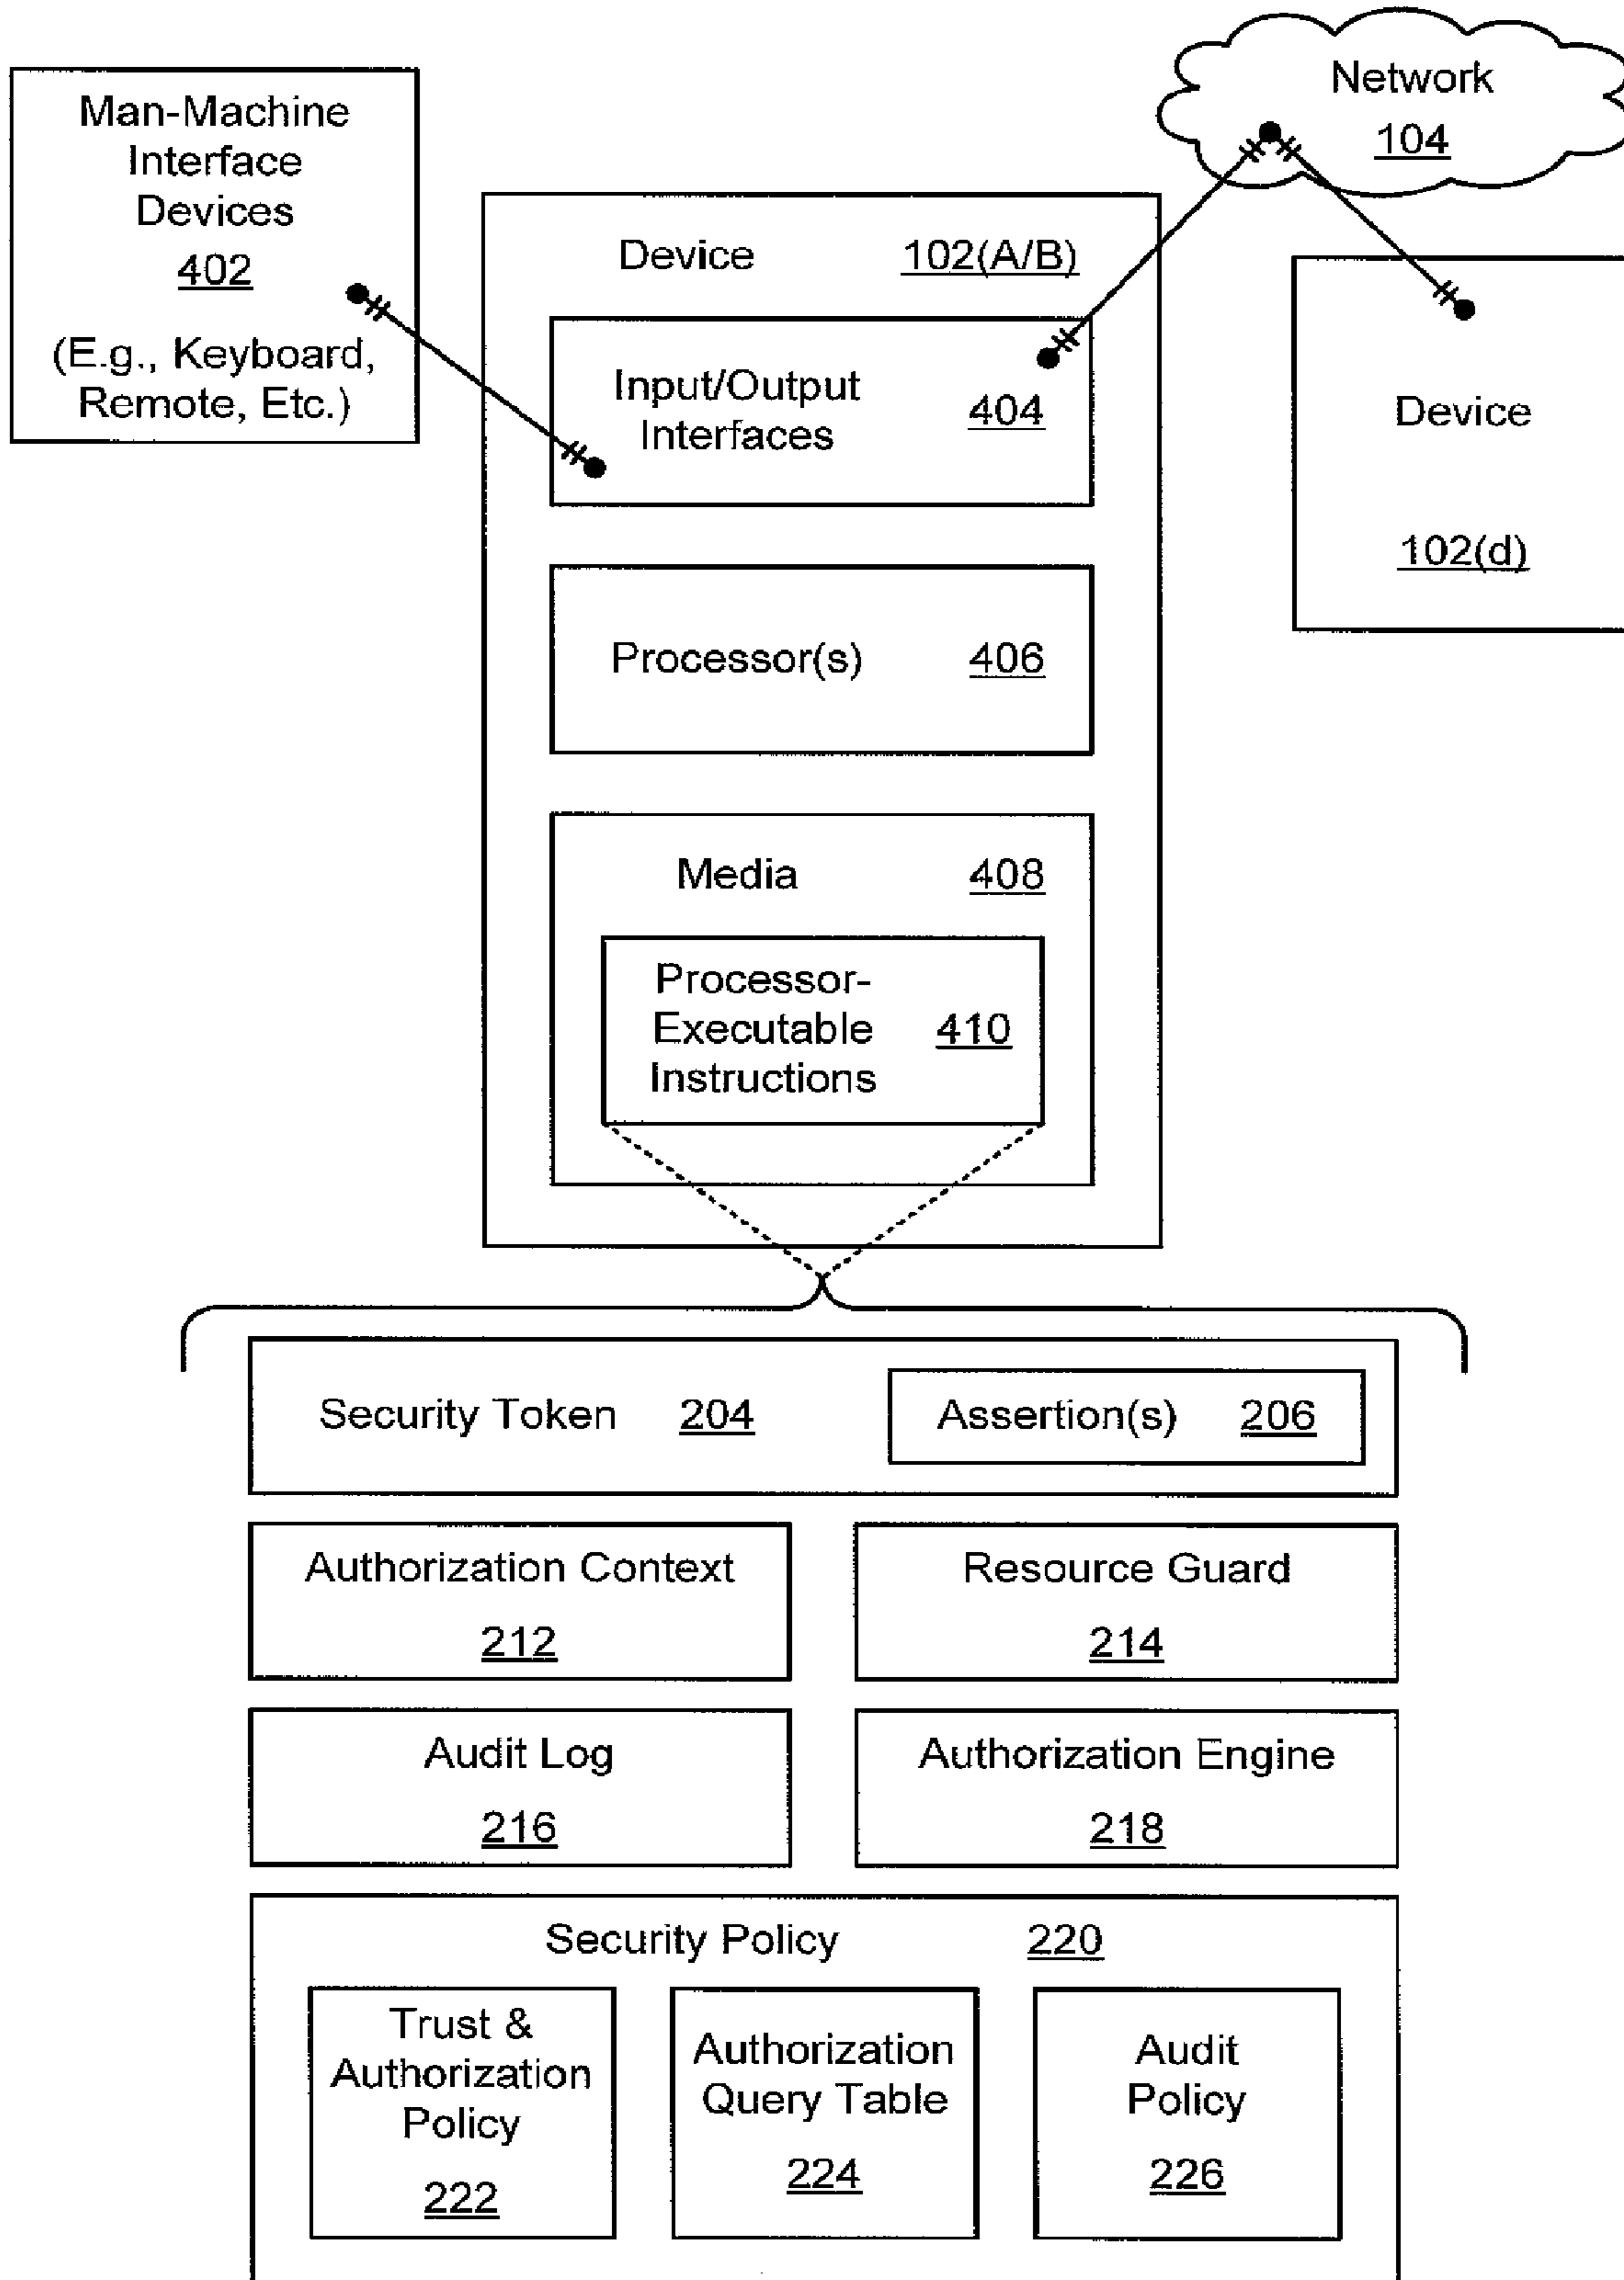 Man-Machine
Interface
Devices
402
(E.g., Keyboard,
Remote, Etc.)
Network
104
Device 102(A/B)
Input/Output
Interfaces
404
Device
102(d)
Processor(s) 406
Media 408
Processor-
Executable
Instructions
410
Security Token 204
Assertion(s) 206
Authorization Context
212
Resource Guard
214
Audit Log
216
Authorization Engine
218
Security Policy 220
Trust &
Authorization
Policy
222
Authorization
Query Table
224
Audit
Policy
226